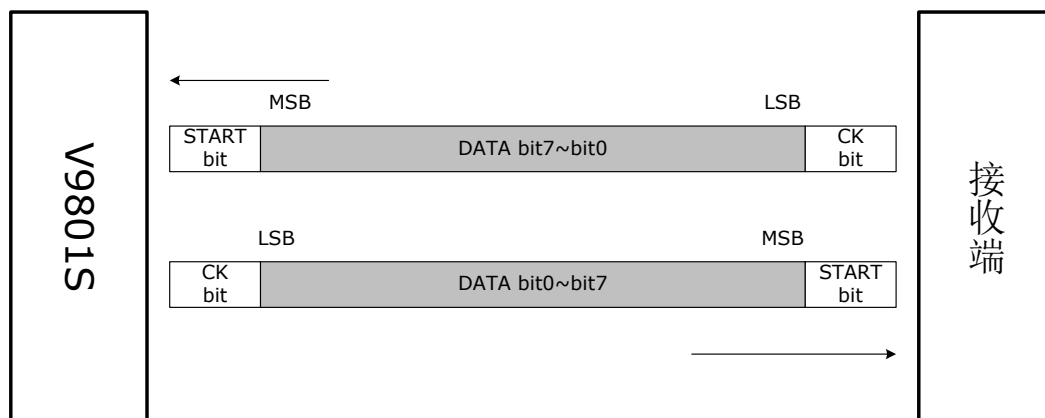 V9801S
MSB LSB
START bit DATA bit7~bit0 CK bit
LSB MSB
CK bit DATA bit0~bit7 START bit
接收端